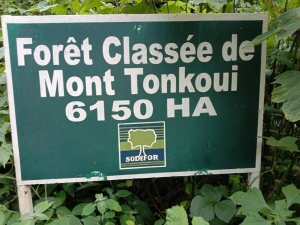 Forêt Classée de
Mont Tonkoui
6150 HA
SODEFOR